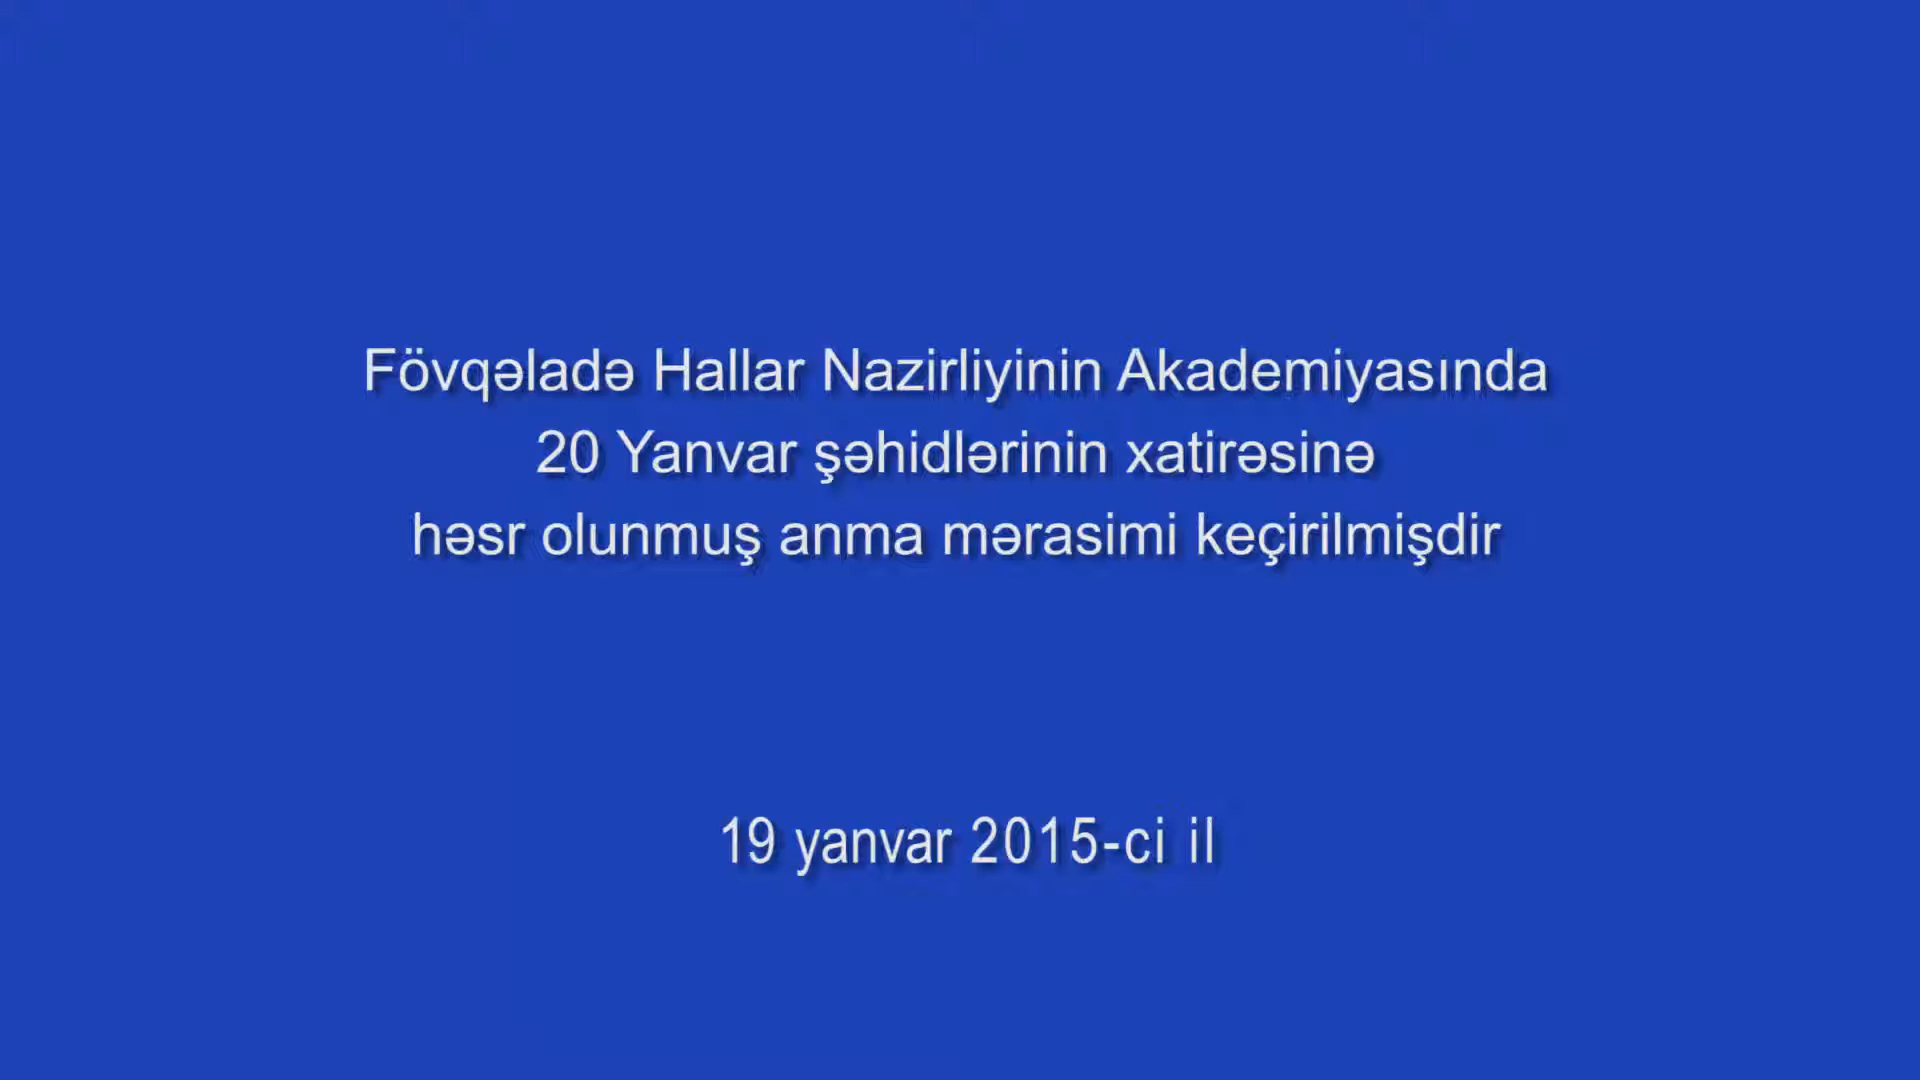 Fövqəladə Hallar Nazirliyinin Akademiyasında
20 Yanvar şəhidlərinin xatirəsinə
həsr olunmuş anma mərasimi keçirilmişdir
19 yanvar 2015-ci il